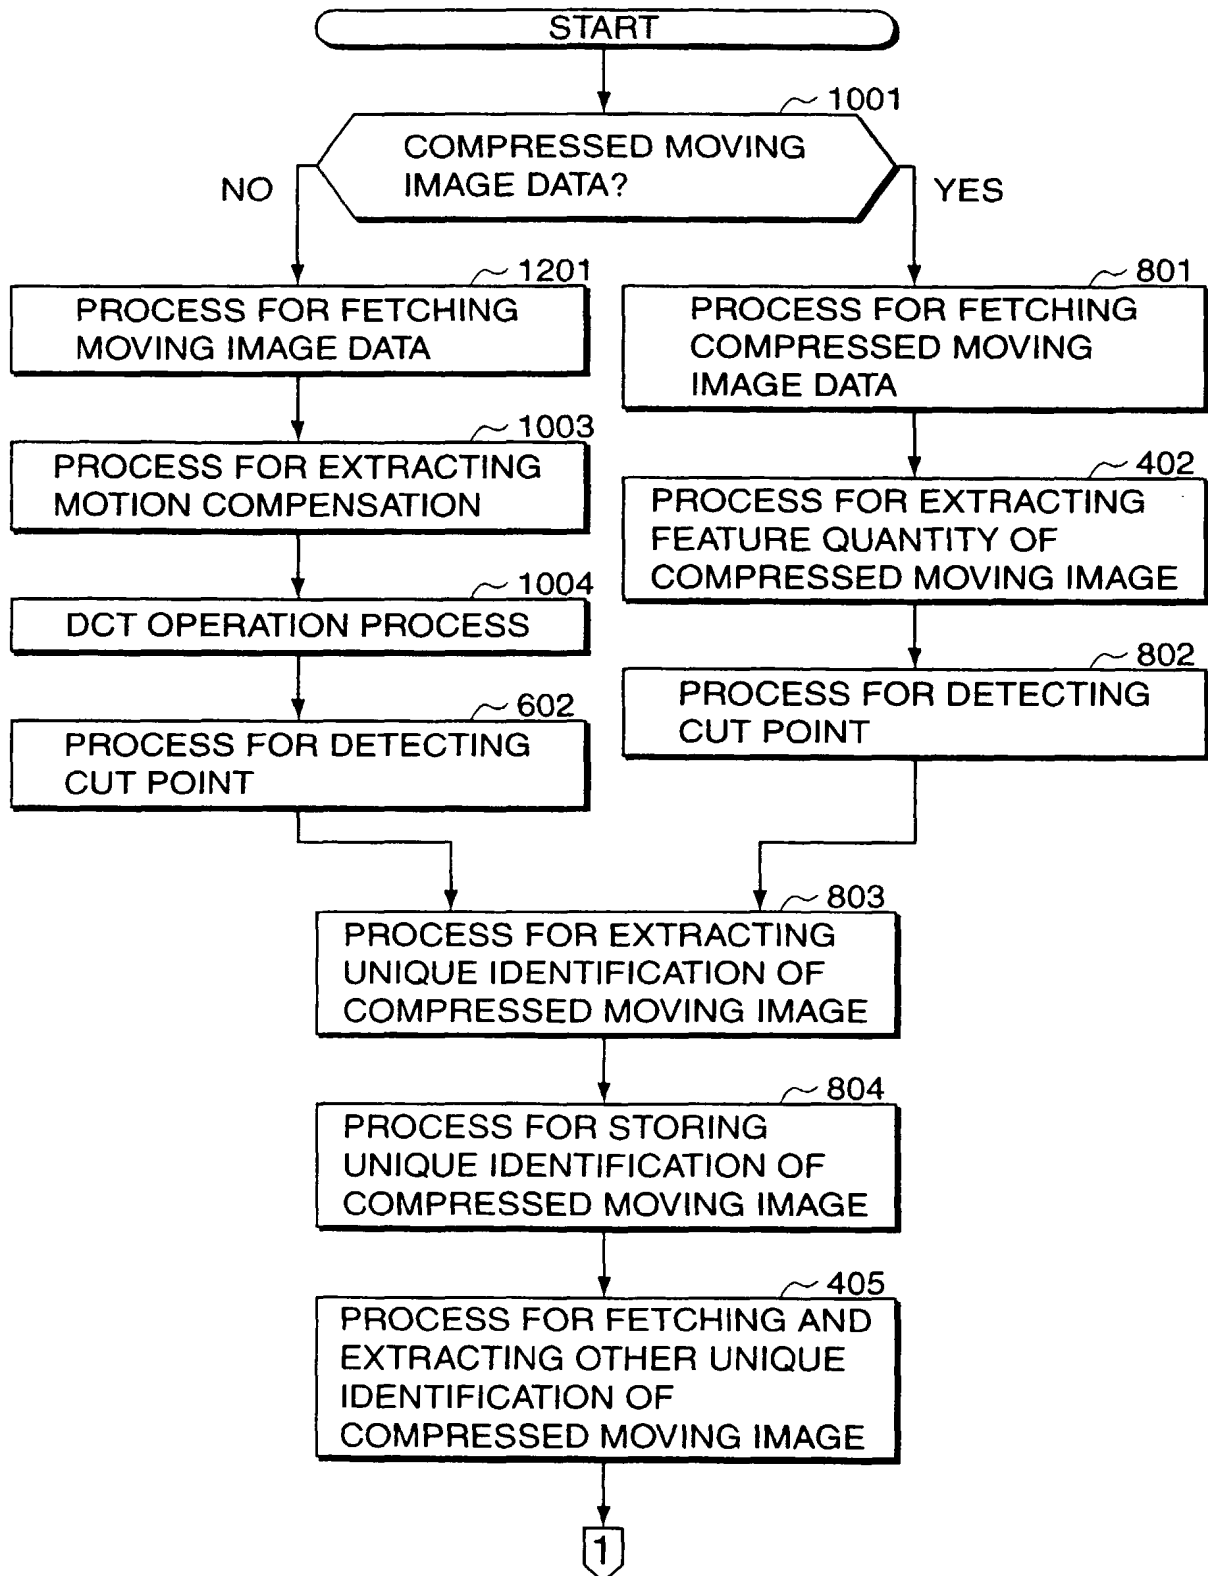 START
1001
COMPRESSED MOVING
IMAGE DATA?
NO
YES
1201
PROCESS FOR FETCHING
MOVING IMAGE DATA
1003
PROCESS FOR EXTRACTING
MOTION COMPENSATION
1004
DCT OPERATION PROCESS
602
PROCESS FOR DETECTING
CUT POINT
801
PROCESS FOR FETCHING
COMPRESSED MOVING
IMAGE DATA
402
PROCESS FOR EXTRACTING
FEATURE QUANTITY OF
COMPRESSED MOVING IMAGE
802
PROCESS FOR DETECTING
CUT POINT
803
PROCESS FOR EXTRACTING
UNIQUE IDENTIFICATION OF
COMPRESSED MOVING IMAGE
804
PROCESS FOR STORING
UNIQUE IDENTIFICATION OF
COMPRESSED MOVING IMAGE
405
PROCESS FOR FETCHING AND
EXTRACTING OTHER UNIQUE
IDENTIFICATION OF
COMPRESSED MOVING IMAGE
1